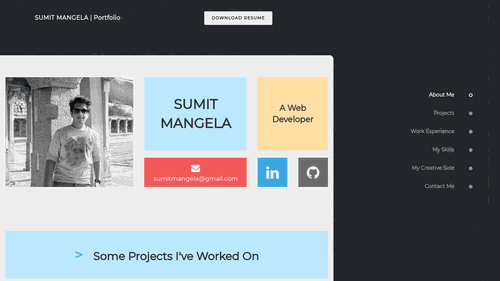 SUMIT MANGELA | Portfolio
DOWNLOAD RESUME
SUMIT
MANGELA
A Web
Developer
sumitmangela@gmail.com
in
> Some Projects I've Worked On
About Me
Projects
Work Experience
My Skills
My Creative Side
Contact Me